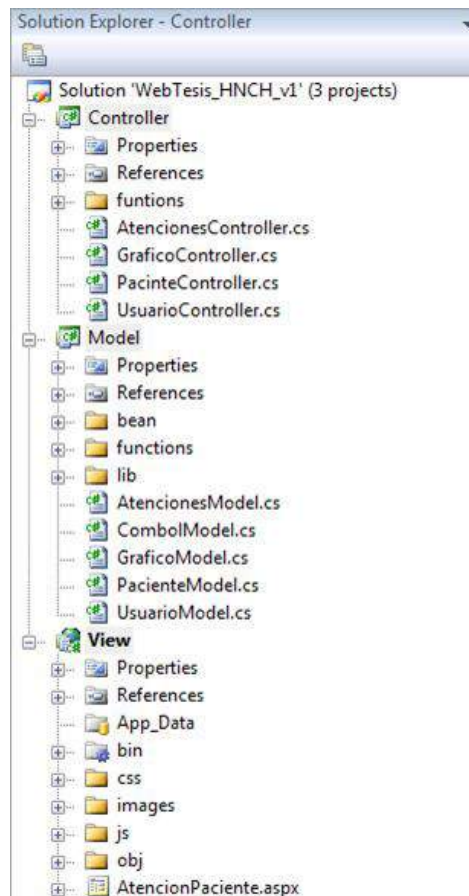 Solution Explorer - Controller
Solution 'WebTesis_HNCH_v1' (3 projects)
Controller
Properties
References
funtions
AtencionesController.cs
GraficoController.cs
PacinteController.cs
UsuarioController.cs
Model
Properties
References
bean
functions
lib
AtencionesModel.cs
CombolModel.cs
GraficoModel.cs
PacienteModel.cs
UsuarioModel.cs
View
Properties
References
App_Data
bin
css
images
js
obj
AtencionPaciente.aspx